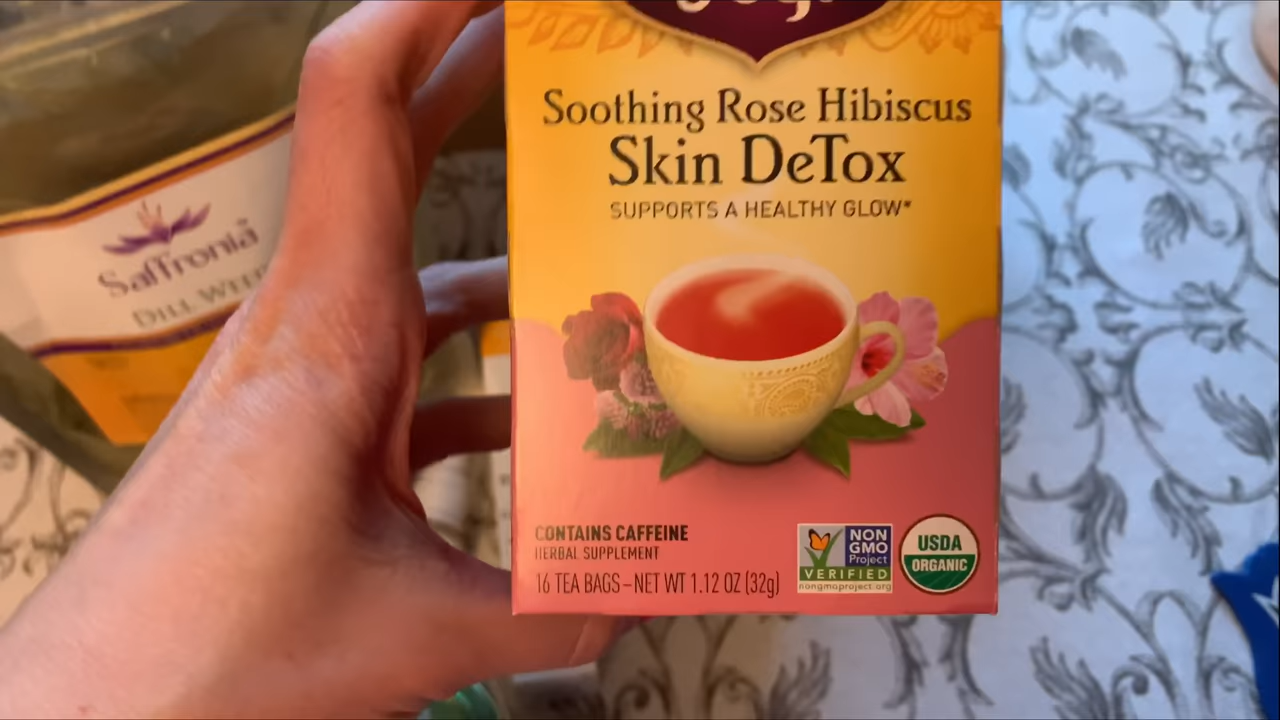 Soothing Rose Hibiscus
Skin DeTox
SUPPORTS A HEALTHY GLOW*
CONTAINS CAFFEINE
HERBAL SUPPLEMENT
16 TEA BAGS – NET WT 1.12 OZ (32g)
NON
GMO
Project
VERIFIED
nongmoproject.org
USDA
ORGANIC
Saffronia
DILL WEED